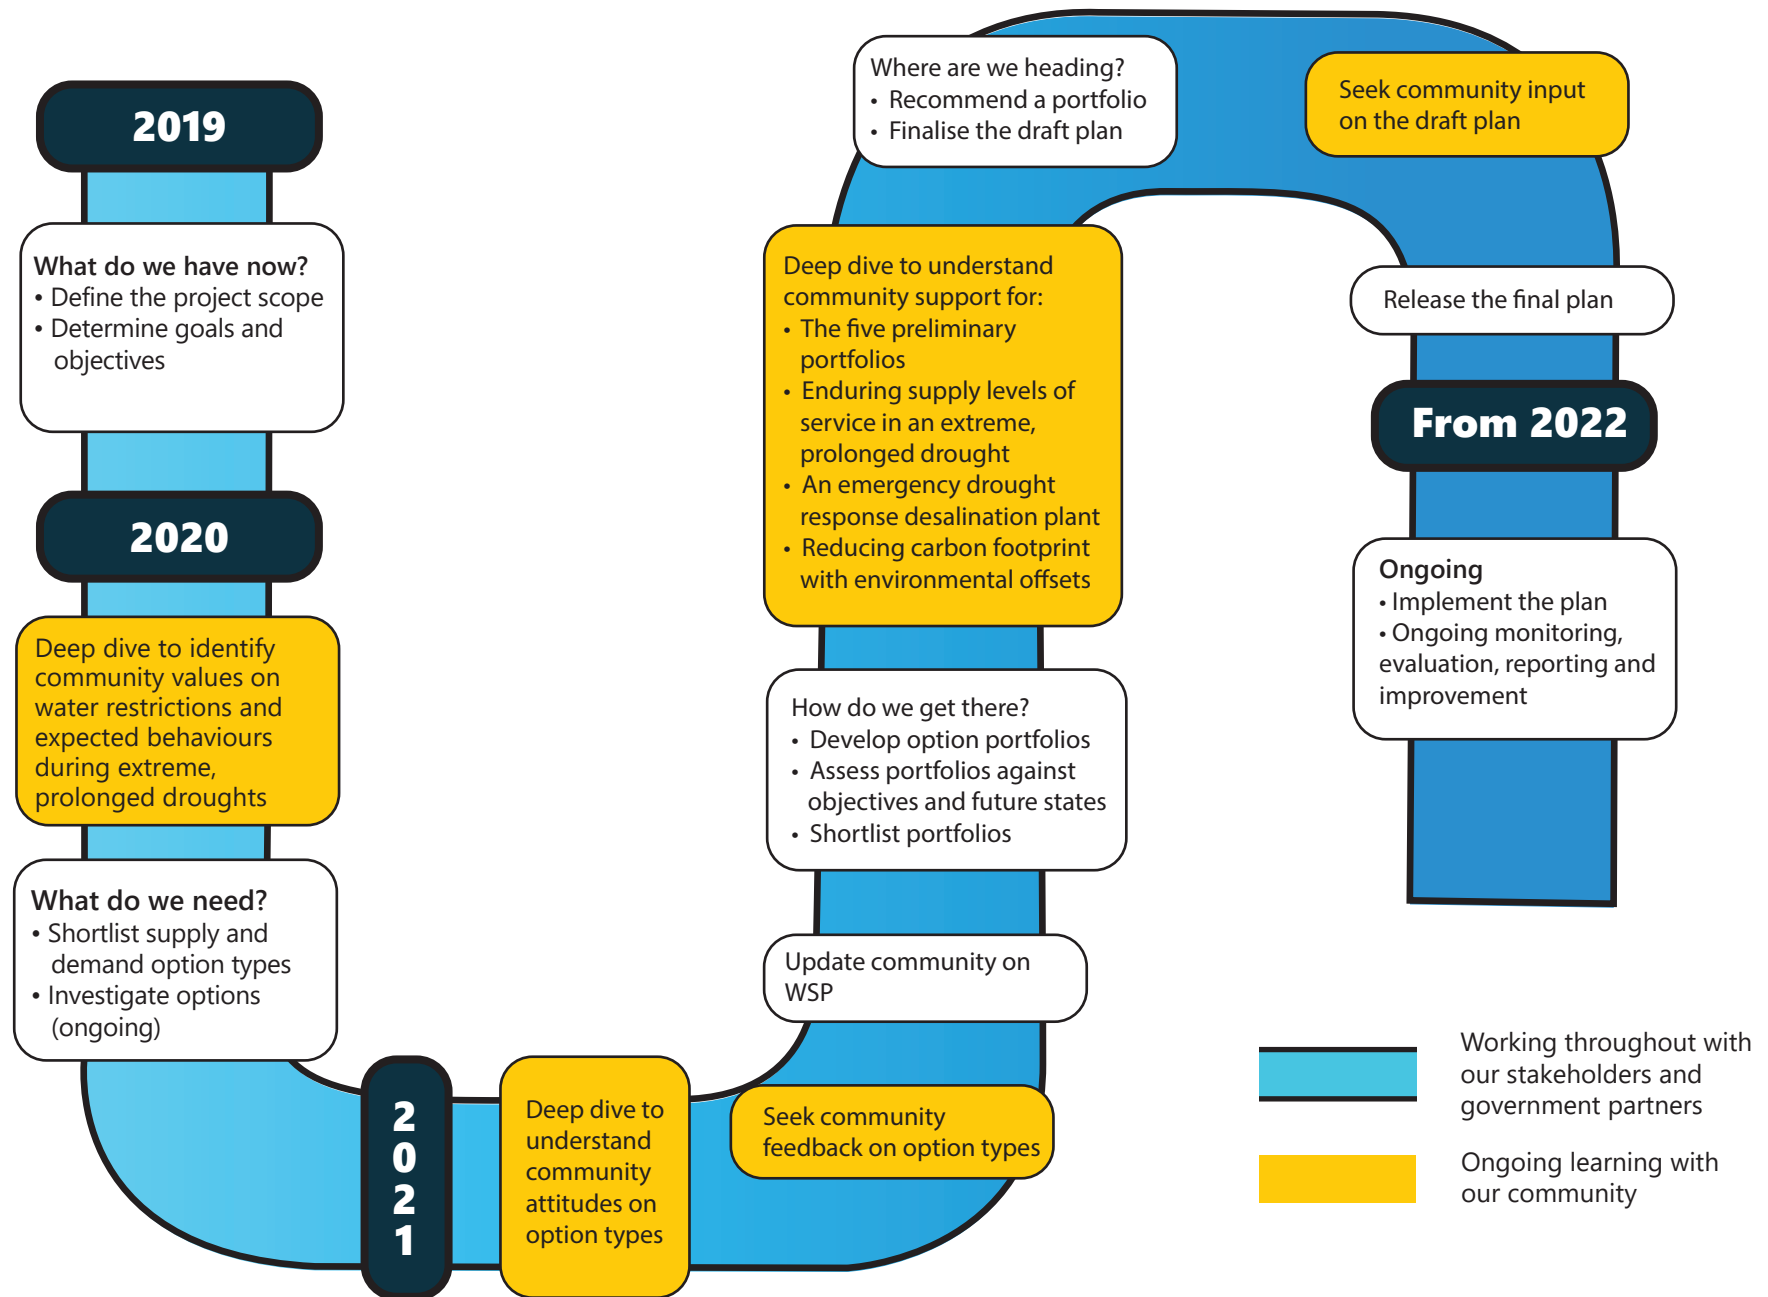 2019
What do we have now?
• Define the project scope
• Determine goals and
objectives
2020
Deep dive to identify
community values on
water restrictions and
expected behaviours
during extreme,
prolonged droughts
What do we need?
• Shortlist supply and
demand option types
• Investigate options
(ongoing)
2021
Deep dive to
understand
community
attitudes on
option types
Seek community
feedback on option types
Update community on
WSP
How do we get there?
• Develop option portfolios
• Assess portfolios against
objectives and future states
• Shortlist portfolios
Deep dive to understand
community support for:
• The five preliminary
portfolios
• Enduring supply levels of
service in an extreme,
prolonged drought
• An emergency drought
response desalination plant
• Reducing carbon footprint
with environmental offsets
Where are we heading?
• Recommend a portfolio
• Finalise the draft plan
Seek community input
on the draft plan
Release the final plan
From 2022
Ongoing
• Implement the plan
• Ongoing monitoring,
evaluation, reporting and
improvement
Working throughout with
our stakeholders and
government partners
Ongoing learning with
our community